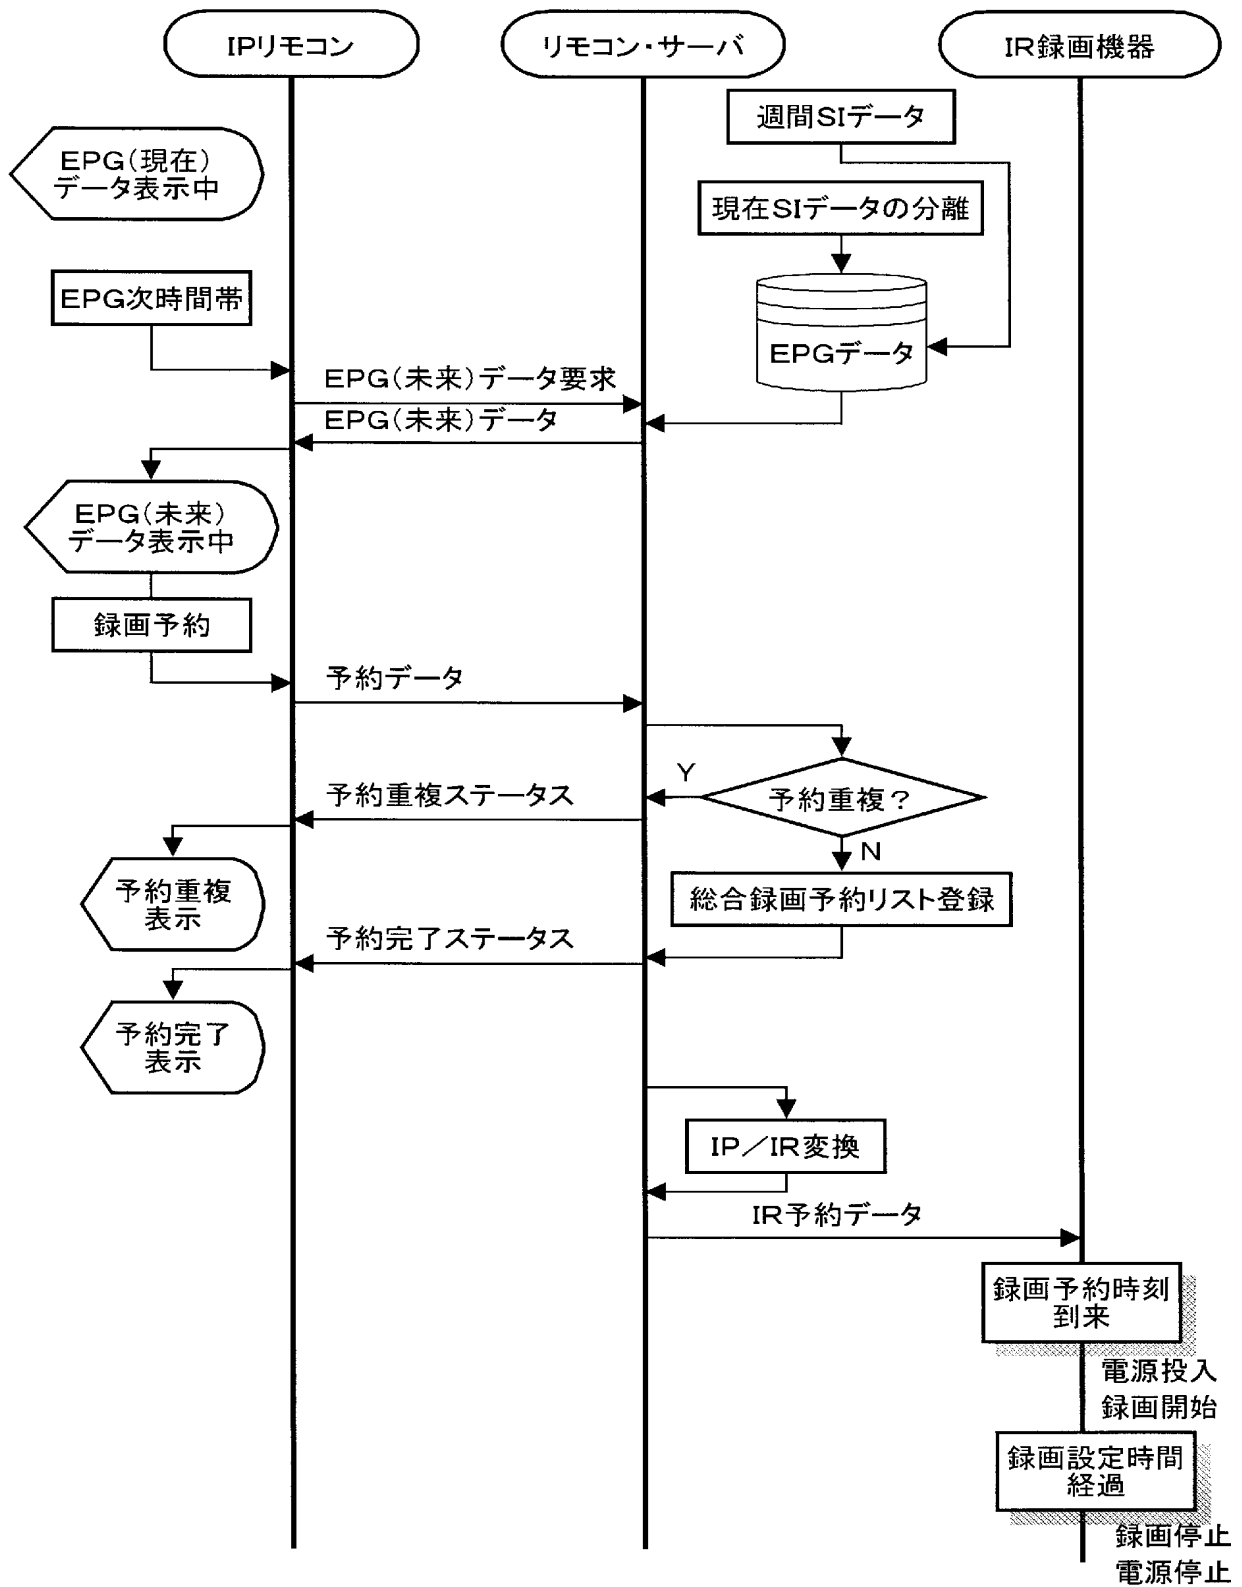 IPリモコン
リモコン・サーバ
IR録画機器
週間SIデータ
EPG(現在)
データ表示中
現在SIデータの分離
EPG次時間帯
EPGデータ
EPG(未来)データ要求
EPG(未来)データ
EPG(未来)
データ表示中
録画予約
予約データ
Y
予約重複?
予約重複ステータス
N
予約重複
表示
総合録画予約リスト登録
予約完了ステータス
予約完了
表示
IP/IR変換
IR予約データ
録画予約時刻
到来
電源投入
録画開始
録画設定時間
経過
録画停止
電源停止